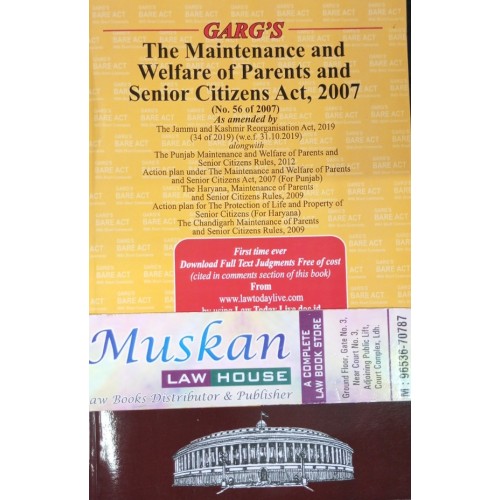 GARG'S
The Maintenance and
Welfare of Parents and
Senior Citizens Act, 2007
(No. 56 of 2007)
As amended by
The Jammu and Kashmir Reorganisation Act, 2019
(34 of 2019) (w.e.f. 31.10.2019)
alongwith
The Punjab Maintenance and Welfare of Parents and
Senior Citizens Rules, 2012
Action plan under The Maintenance and Welfare of Parents
and Senior Citizens Act, 2007 (For Punjab)
The Haryana, Maintenance of Parents
and Senior Citizens Rules, 2009
Action plan for The Protection of Life and Property of
Senior Citizens (For Haryana)
The Chandigarh Maintenance of Parents
and Senior Citizens Rules, 2009
First time ever
Download Full Text Judgments Free of cost
(cited in comments section of this book)
From
www.lawtodaylive.com
by using Law Today Live doc id
Muskan
LAW HOUSE
aw Books Distributor & Publisher
A COMPLETE
LAW BOOK STORE
Ground Floor, Gate No. 3,
Near Court No. 3,
Adjoining Public Lift,
Court Complex, Ldh.
M : 96536-70787